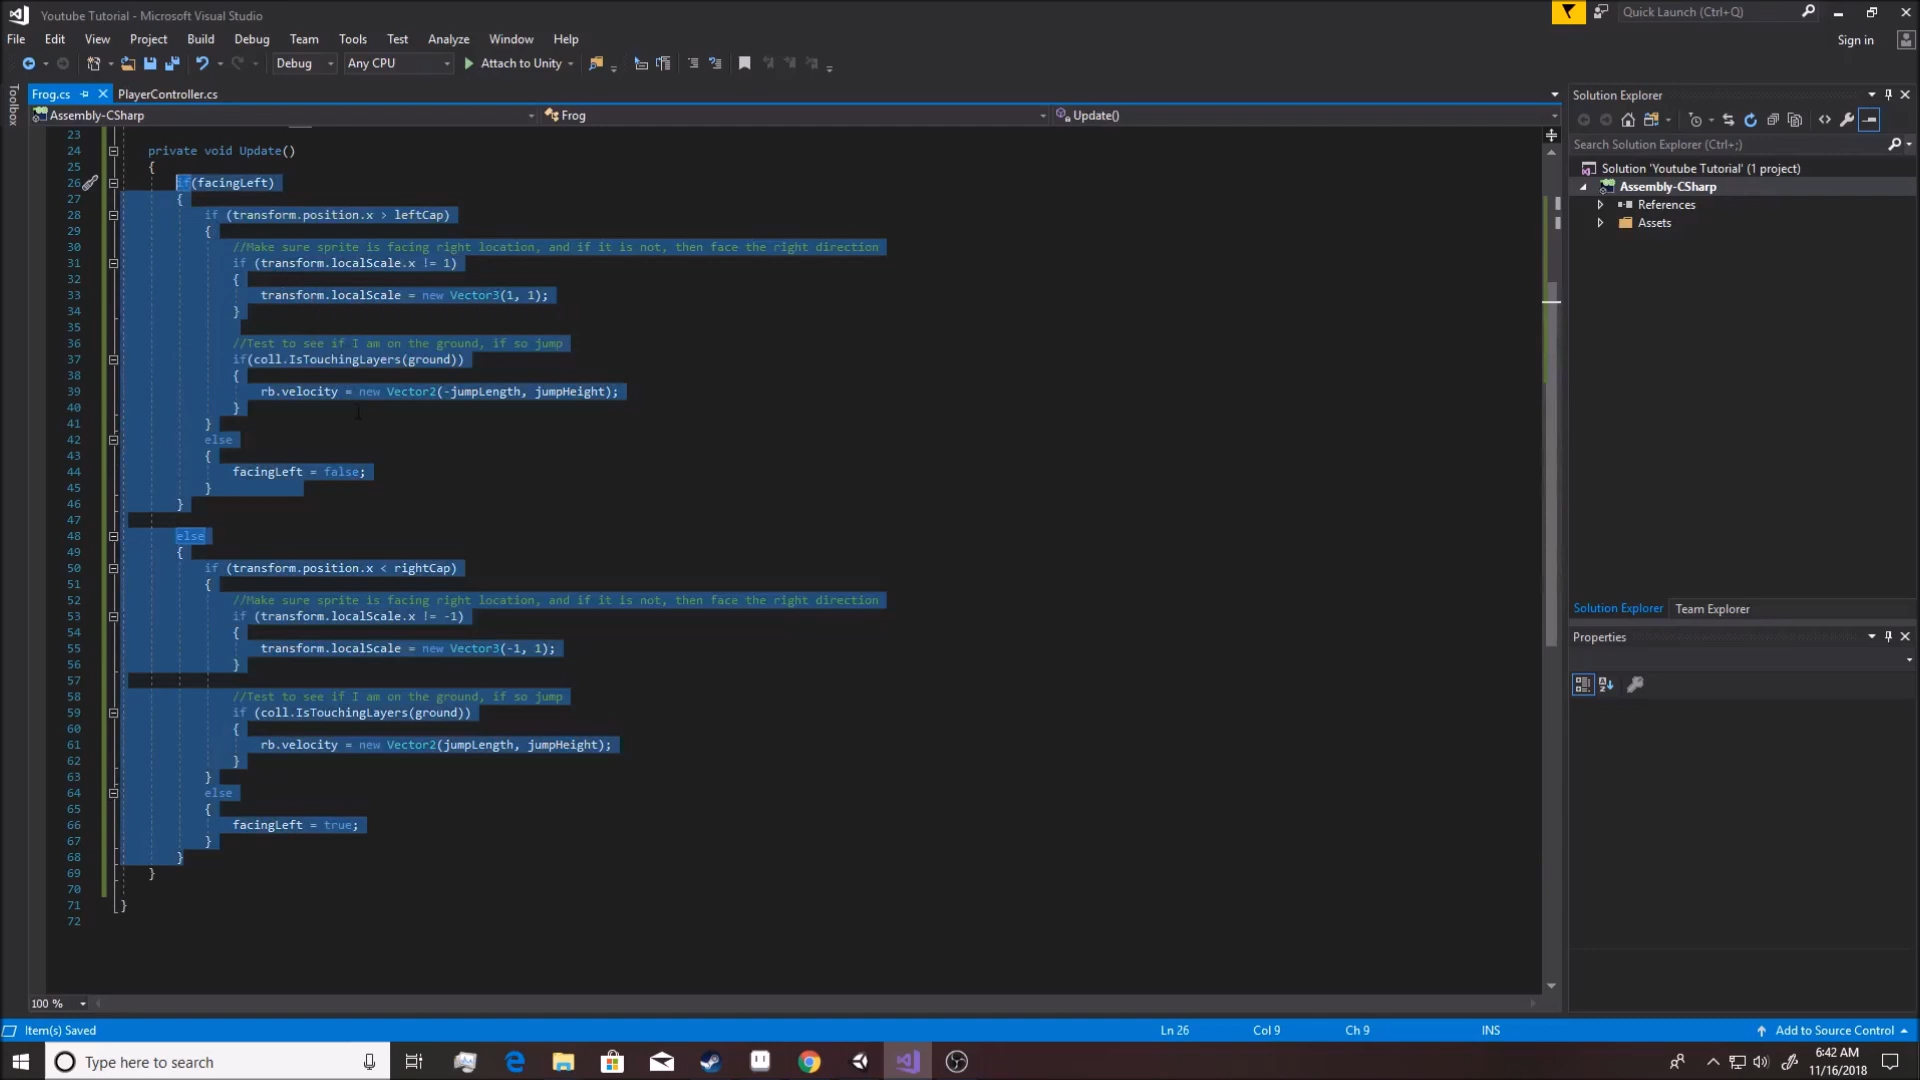 Youtube Tutorial - Microsoft Visual Studio
Quick Launch (Ctrl+Q)
File Edit View Project Build Debug Team Tools Test Analyze Window Help
Sign in
Debug Any CPU Attach to Unity
Toolbox
Frog.cs PlayerController.cs
Assembly-CSharp Frog Update()
23
24 private void Update()
25 {
26 if(facingLeft)
27 {
28 if (transform.position.x > leftCap)
29 {
30 //Make sure sprite is facing right location, and if it is not, then face the right direction
31 if (transform.localScale.x != 1)
32 {
33 transform.localScale = new Vector3(1, 1);
34 }
35
36 //Test to see if I am on the ground, if so jump
37 if(coll.IsTouchingLayers(ground))
38 {
39 rb.velocity = new Vector2(-jumpLength, jumpHeight);
40 }
41 }
42 else
43 {
44 facingLeft = false;
45 }
46 }
47
48 else
49 {
50 if (transform.position.x < rightCap)
51 {
52 //Make sure sprite is facing right location, and if it is not, then face the right direction
53 if (transform.localScale.x != -1)
54 {
55 transform.localScale = new Vector3(-1, 1);
56 }
57
58 //Test to see if I am on the ground, if so jump
59 if (coll.IsTouchingLayers(ground))
60 {
61 rb.velocity = new Vector2(jumpLength, jumpHeight);
62 }
63 }
64 else
65 {
66 facingLeft = true;
67 }
68 }
69 }
70
71 }
72
100 %
Solution Explorer
Search Solution Explorer (Ctrl+;)
Solution 'Youtube Tutorial' (1 project)
Assembly-CSharp
References
Assets
Solution Explorer Team Explorer
Properties
Item(s) Saved Ln 26 Col 9 Ch 9 INS Add to Source Control
Type here to search
6:42 AM
11/16/2018